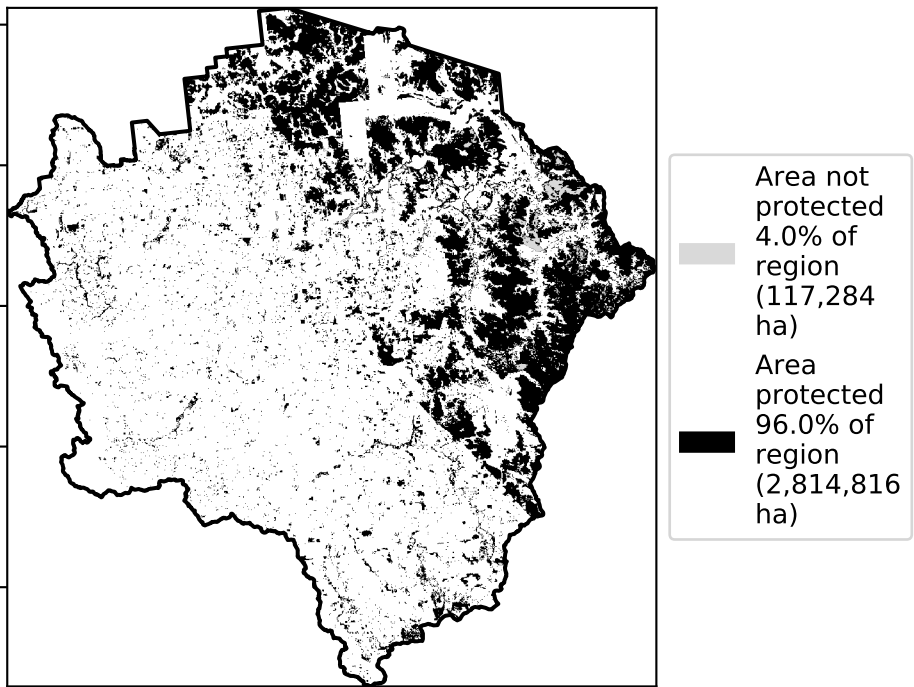 Area not
protected
4.0% of
region
(117,284
ha)
Area
protected
96.0% of
region
(2,814,816
ha)